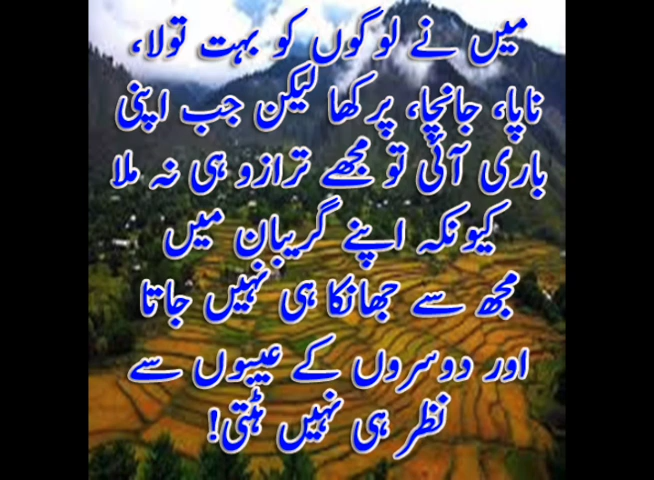 میں نے لوگوں کو بہت تولا،
ناپا، جانچا، پرکھا لیکن جب اپنی
باری آئی تو مجھے ترازو ہی نہ ملا
کیونکہ اپنے گریبان میں
مجھ سے جھانکا ہی نہیں جاتا
اور دوسروں کے عیبوں سے
نظر ہی نہیں ہٹتی!